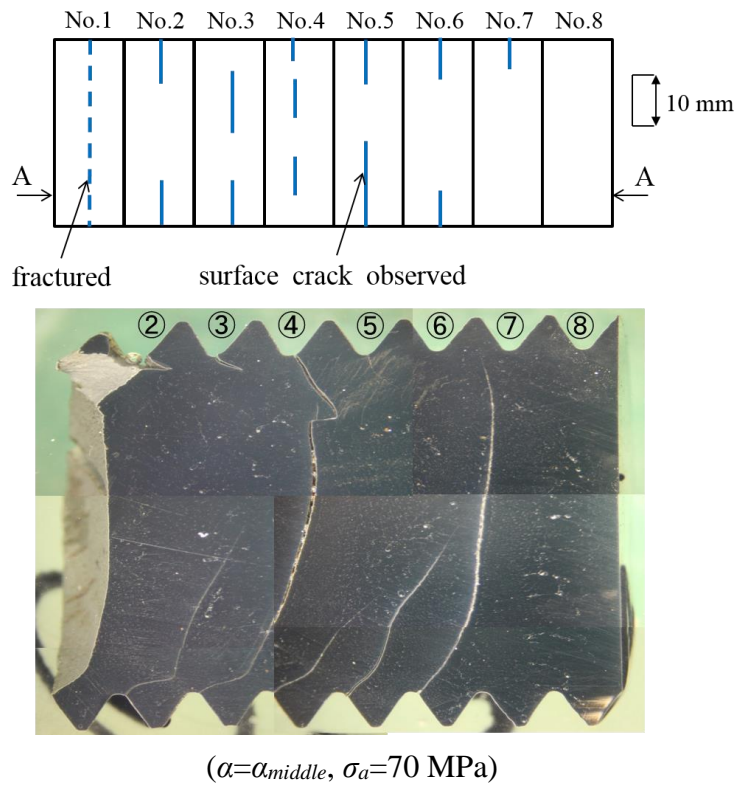 No.1 No.2 No.3 No.4 No.5 No.6 No.7 No.8
10 mm
A A
fractured surface crack observed
② ③ ④ ⑤ ⑥ ⑦ ⑧
(α=αmiddle, σa=70 MPa)